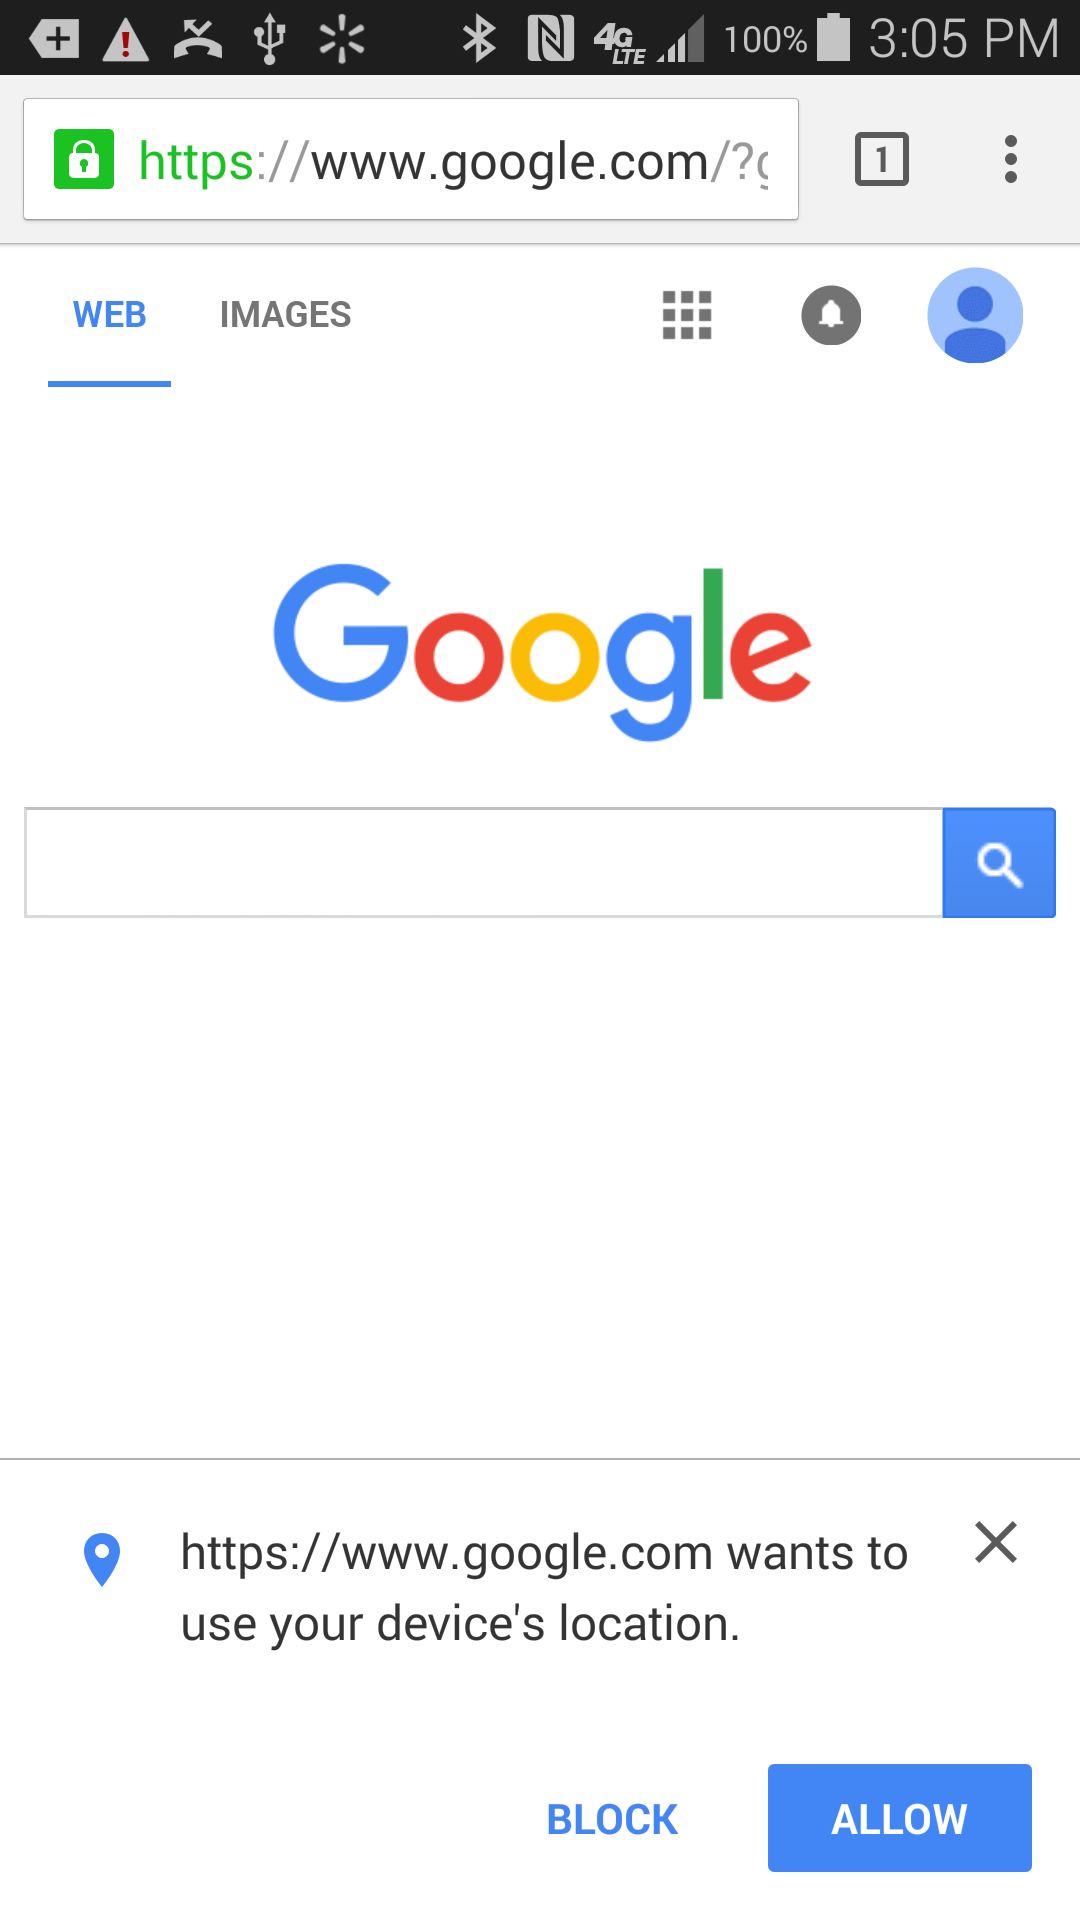 4G LTE 100% 3:05 PM
https://www.google.com/?g
1
WEB IMAGES
Google
https://www.google.com wants to
use your device's location.
BLOCK ALLOW